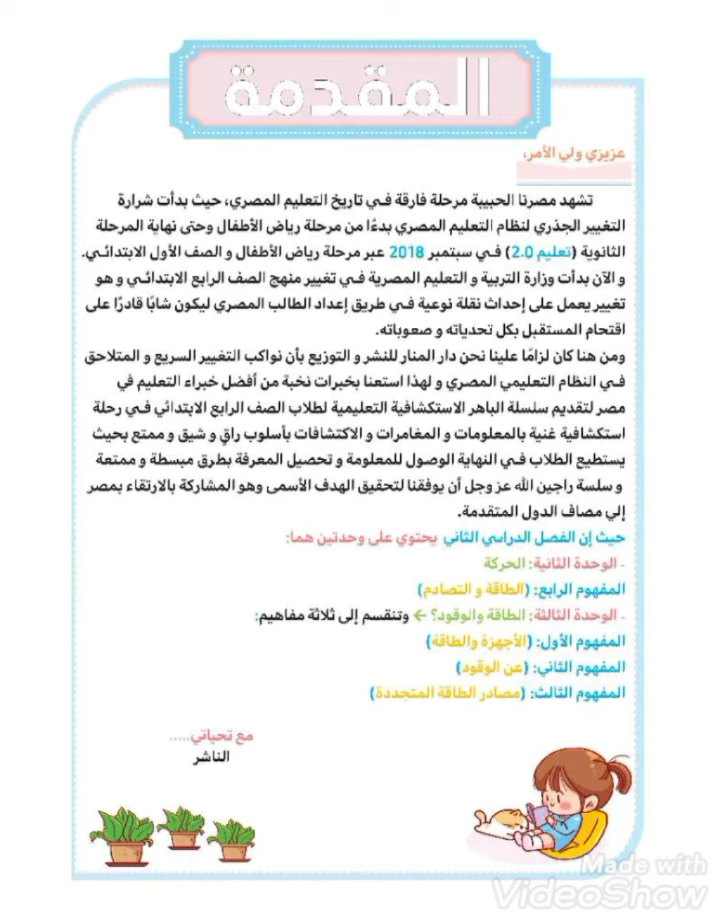 المقدمة
عزيزي ولي الأمر،
تشهد مصرنا الحبيبة مرحلة فارقة في تاريخ التعليم المصري، حيث بدأت شرارة
التغيير الجذري لنظام التعليم المصري بدءًا من مرحلة رياض الأطفال وحتى نهاية المرحلة
الثانوية (تعليم 2.0) في سبتمبر 2018 عبر مرحلة رياض الأطفال و الصف الأول الابتدائي.
و الآن بدأت وزارة التربية و التعليم المصرية في تغيير منهج الصف الرابع الابتدائي و هو
تغيير يعمل على إحداث نقلة نوعية في طريق إعداد الطالب المصري ليكون شابًا قادرًا على
اقتحام المستقبل بكل تحدياته و صعوباته.
ومن هنا كان لزامًا علينا نحن دار المنار للنشر و التوزيع بأن نواكب التغيير السريع و المتلاحق
في النظام التعليمي المصري و لهذا استعنا بخبرات نخبة من أفضل خبراء التعليم في
مصر لتقديم سلسلة الباهر الاستكشافية التعليمية لطلاب الصف الرابع الابتدائي في رحلة
استكشافية غنية بالمعلومات و المغامرات و الاكتشافات بأسلوب راقٍ و شيق و ممتع بحيث
يستطيع الطلاب في النهاية الوصول للمعلومة و تحصيل المعرفة بطرق مبسطة و ممتعة
و سلسة راجين الله عز وجل أن يوفقنا لتحقيق الهدف الأسمى وهو المشاركة بالارتقاء بمصر
إلي مصاف الدول المتقدمة.
حيث إن الفصل الدراسي الثاني يحتوي على وحدتين هما:
- الوحدة الثانية: الحركة
المفهوم الرابع: (الطاقة و التصادم)
- الوحدة الثالثة: الطاقة والوقود؟ ← وتنقسم إلى ثلاثة مفاهيم:
المفهوم الأول: (الأجهزة والطاقة)
المفهوم الثاني: (عن الوقود)
المفهوم الثالث: (مصادر الطاقة المتجددة)
مع تحياتي.....
الناشر
Made with
VideoShow